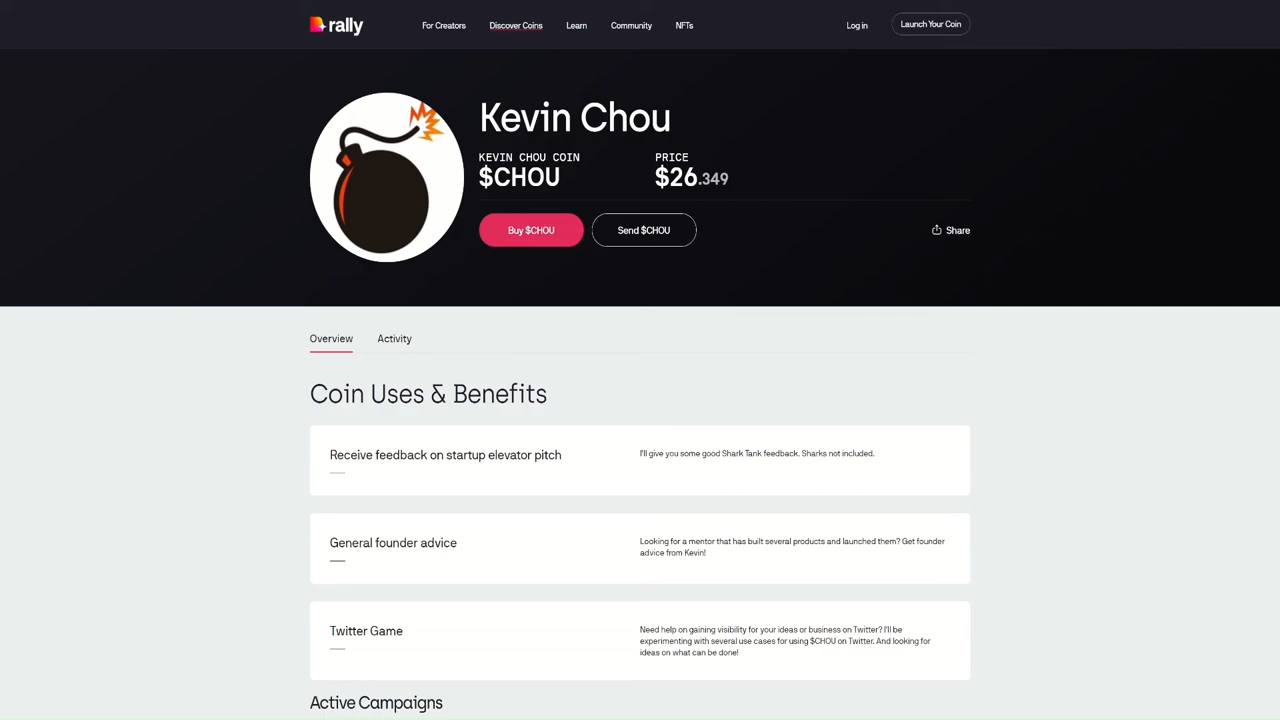 rally
For Creators
Discover Coins
Learn
Community
NFTs
Log in
Launch Your Coin
Kevin Chou
KEVIN CHOU COIN
$CHOU
PRICE
$26.349
Buy $CHOU
Send $CHOU
Share
Overview
Activity
Coin Uses & Benefits
Receive feedback on startup elevator pitch
I'll give you some good Shark Tank feedback. Sharks not included.
General founder advice
Looking for a mentor that has built several products and launched them? Get founder
advice from Kevin!
Twitter Game
Need help on gaining visibility for your ideas or business on Twitter? I'll be
experimenting with several use cases for using $CHOU on Twitter. And looking for
ideas on what can be done!
Active Campaigns